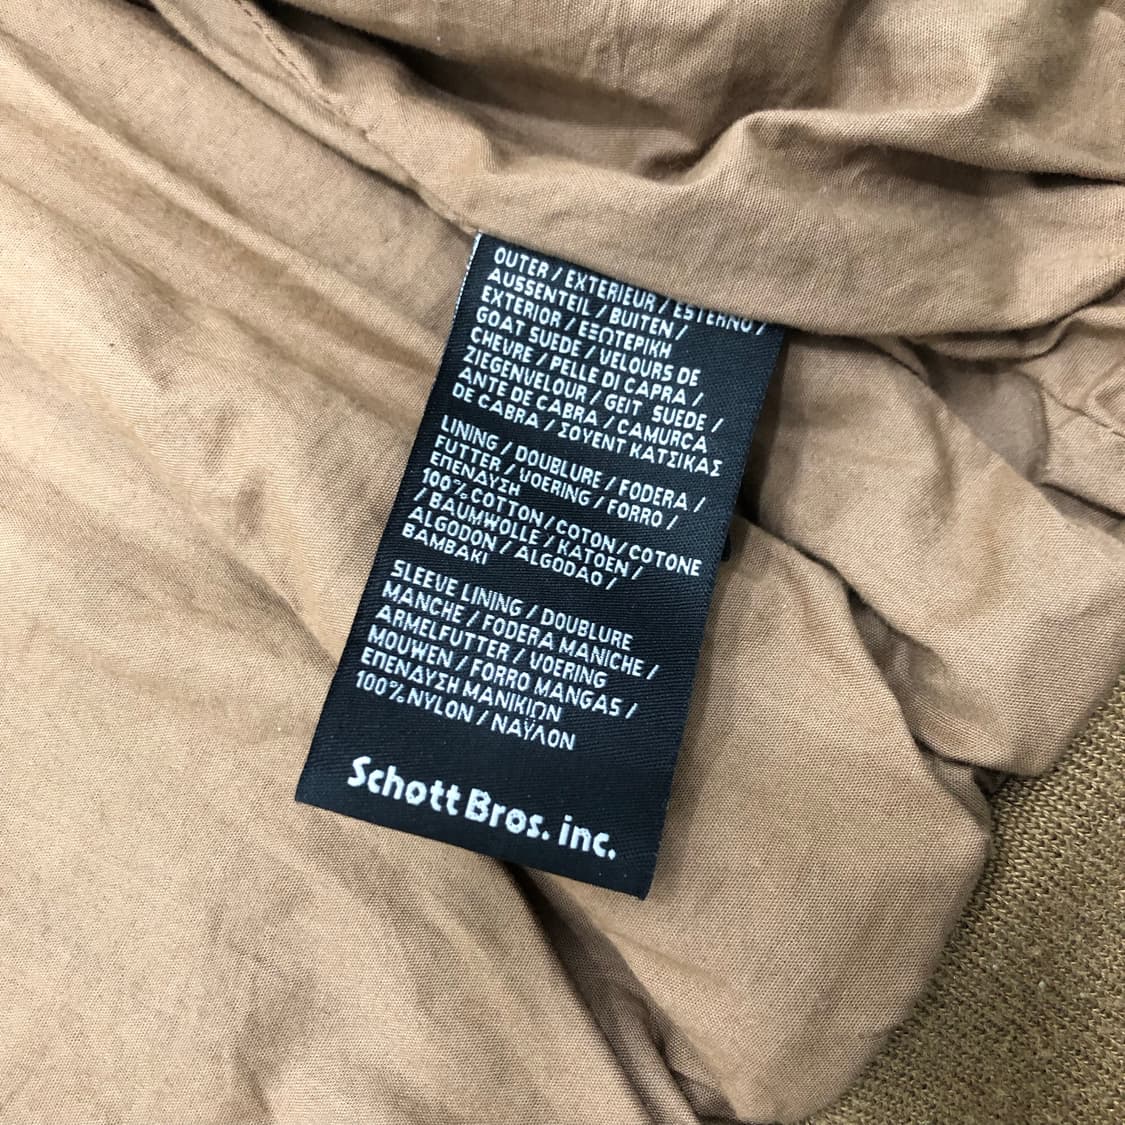 OUTER / EXTERIEUR / ESTERNO /
AUSSENTEIL / BUITEN /
EXTERIOR / ΕΞΩΤΕΡΙΚΗ
GOAT SUEDE / VELOURS DE
CHEVRE / PELLE DI CAPRA /
ZIEGENVELOUR / GEIT SUEDE /
ANTE DE CABRA / CAMURCA
DE CABRA / ΣΟΥΕΝΤ ΚΑΤΣΙΚΑΣ
LINING / DOUBLURE / FODERA /
FUTTER / VOERING / FORRO /
ΕΠΕΝΔΥΣΗ
100% COTTON / COTON / COTONE
/ BAUMWOLLE / KATOEN /
ALGODON / ALGODAO /
ΒΑΜΒΑΚΙ
SLEEVE LINING / DOUBLURE
MANCHE / FODERA MANICHE /
ARMELFUTTER / VOERING
MOUWEN / FORRO MANGAS /
ΕΠΕΝΔΥΣΗ ΜΑΝΙΚΙΩΝ
100% NYLON / ΝΑΫΛΟΝ
Schott Bros. inc.